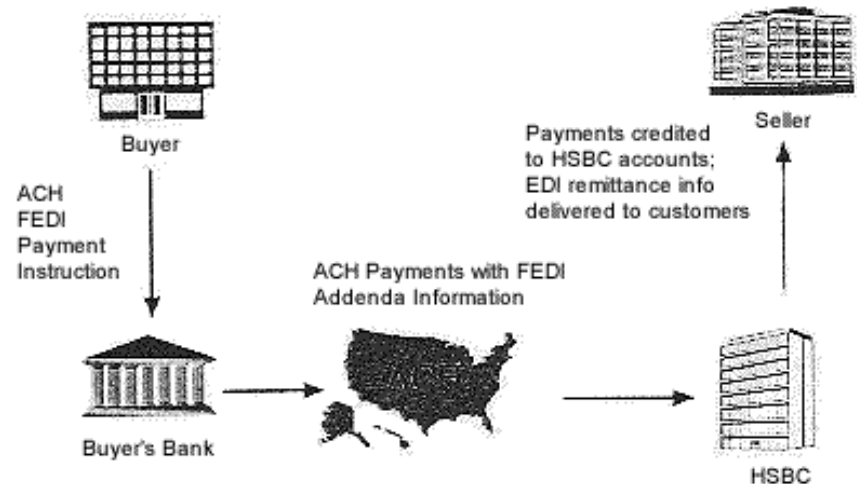 Buyer
Seller
Payments credited
to HSBC accounts;
EDI remittance info
delivered to customers
ACH
FEDI
Payment
Instruction
ACH Payments with FEDI
Addenda Information
Buyer's Bank
HSBC